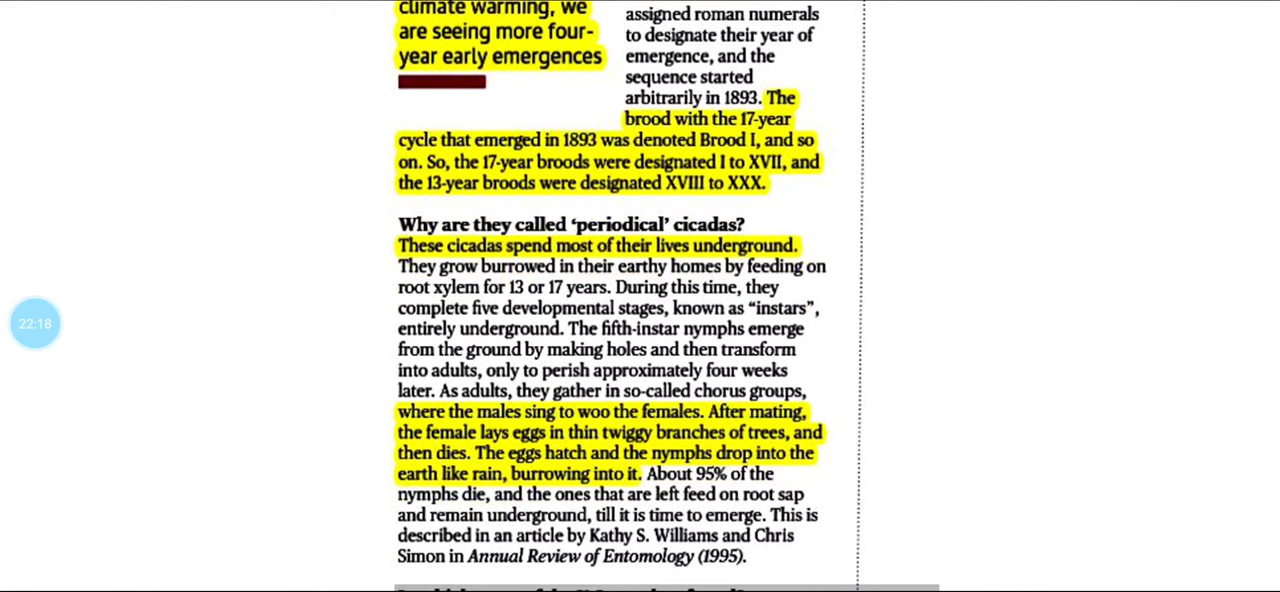 climate warming, we
are seeing more four-
year early emergences
assigned roman numerals
to designate their year of
emergence, and the
sequence started
arbitrarily in 1893. The
brood with the 17-year
cycle that emerged in 1893 was denoted Brood I, and so
on. So, the 17-year broods were designated I to XVII, and
the 13-year broods were designated XVIII to XXX.
Why are they called ‘periodical’ cicadas?
These cicadas spend most of their lives underground.
They grow burrowed in their earthy homes by feeding on
root xylem for 13 or 17 years. During this time, they
complete five developmental stages, known as “instars”,
entirely underground. The fifth-instar nymphs emerge
from the ground by making holes and then transform
into adults, only to perish approximately four weeks
later. As adults, they gather in so-called chorus groups,
where the males sing to woo the females. After mating,
the female lays eggs in thin twiggy branches of trees, and
then dies. The eggs hatch and the nymphs drop into the
earth like rain, burrowing into it. About 95% of the
nymphs die, and the ones that are left feed on root sap
and remain underground, till it is time to emerge. This is
described in an article by Kathy S. Williams and Chris
Simon in Annual Review of Entomology (1995).
22:18